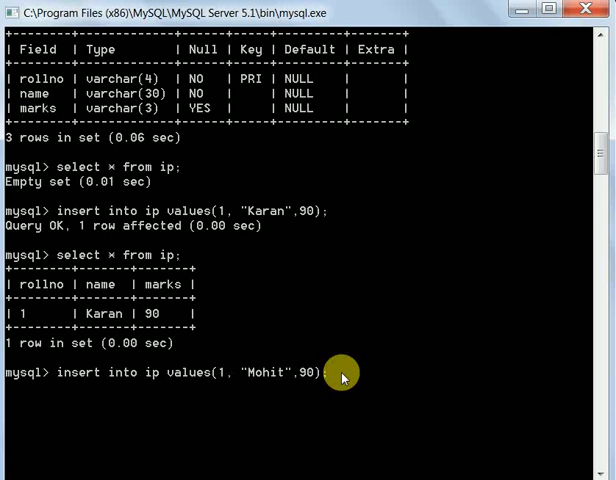 C:\Program Files (x86)\MySQL\MySQL Server 5.1\bin\mysql.exe
+--------+-------------+------+-----+---------+-------+
| Field  | Type        | Null | Key | Default | Extra |
+--------+-------------+------+-----+---------+-------+
| rollno | varchar(4)  | NO   | PRI | NULL    |       |
| name   | varchar(30) | NO   |     | NULL    |       |
| marks  | varchar(3)  | YES  |     | NULL    |       |
+--------+-------------+------+-----+---------+-------+
3 rows in set (0.06 sec)
mysql> select * from ip;
Empty set (0.01 sec)
mysql> insert into ip values(1, "Karan",90);
Query OK, 1 row affected (0.00 sec)
mysql> select * from ip;
+--------+-------+-------+
| rollno | name  | marks |
+--------+-------+-------+
| 1      | Karan | 90    |
+--------+-------+-------+
1 row in set (0.00 sec)
mysql> insert into ip values(1, "Mohit",90);